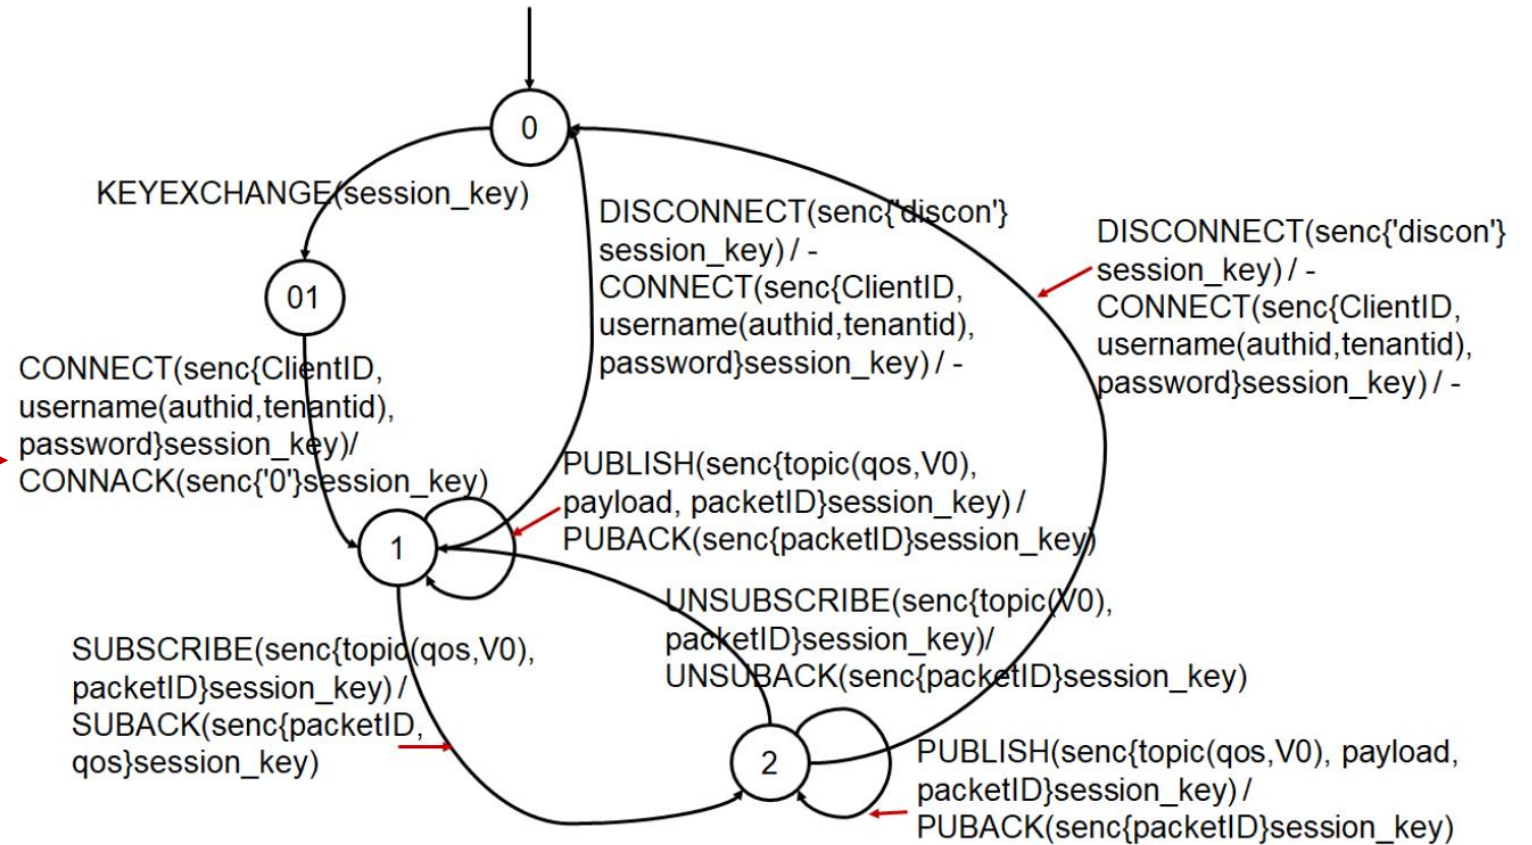 0
KEYEXCHANGE(session_key)
01
DISCONNECT(senc{'discon'}
session_key) / -
CONNECT(senc{ClientID,
username(authid,tenantid),
password}session_key) / -
DISCONNECT(senc{'discon'}
session_key) / -
CONNECT(senc{ClientID,
username(authid,tenantid),
password}session_key) / -
CONNECT(senc{ClientID,
username(authid,tenantid),
password}session_key)/
CONNACK(senc{'0'}session_key)
1
PUBLISH(senc{topic(qos,V0),
payload, packetID}session_key) /
PUBACK(senc{packetID}session_key)
UNSUBSCRIBE(senc{topic(V0),
packetID}session_key)/
UNSUBACK(senc{packetID}session_key)
SUBSCRIBE(senc{topic(qos,V0),
packetID}session_key) /
SUBACK(senc{packetID,
qos}session_key)
2
PUBLISH(senc{topic(qos,V0), payload,
packetID}session_key) /
PUBACK(senc{packetID}session_key)